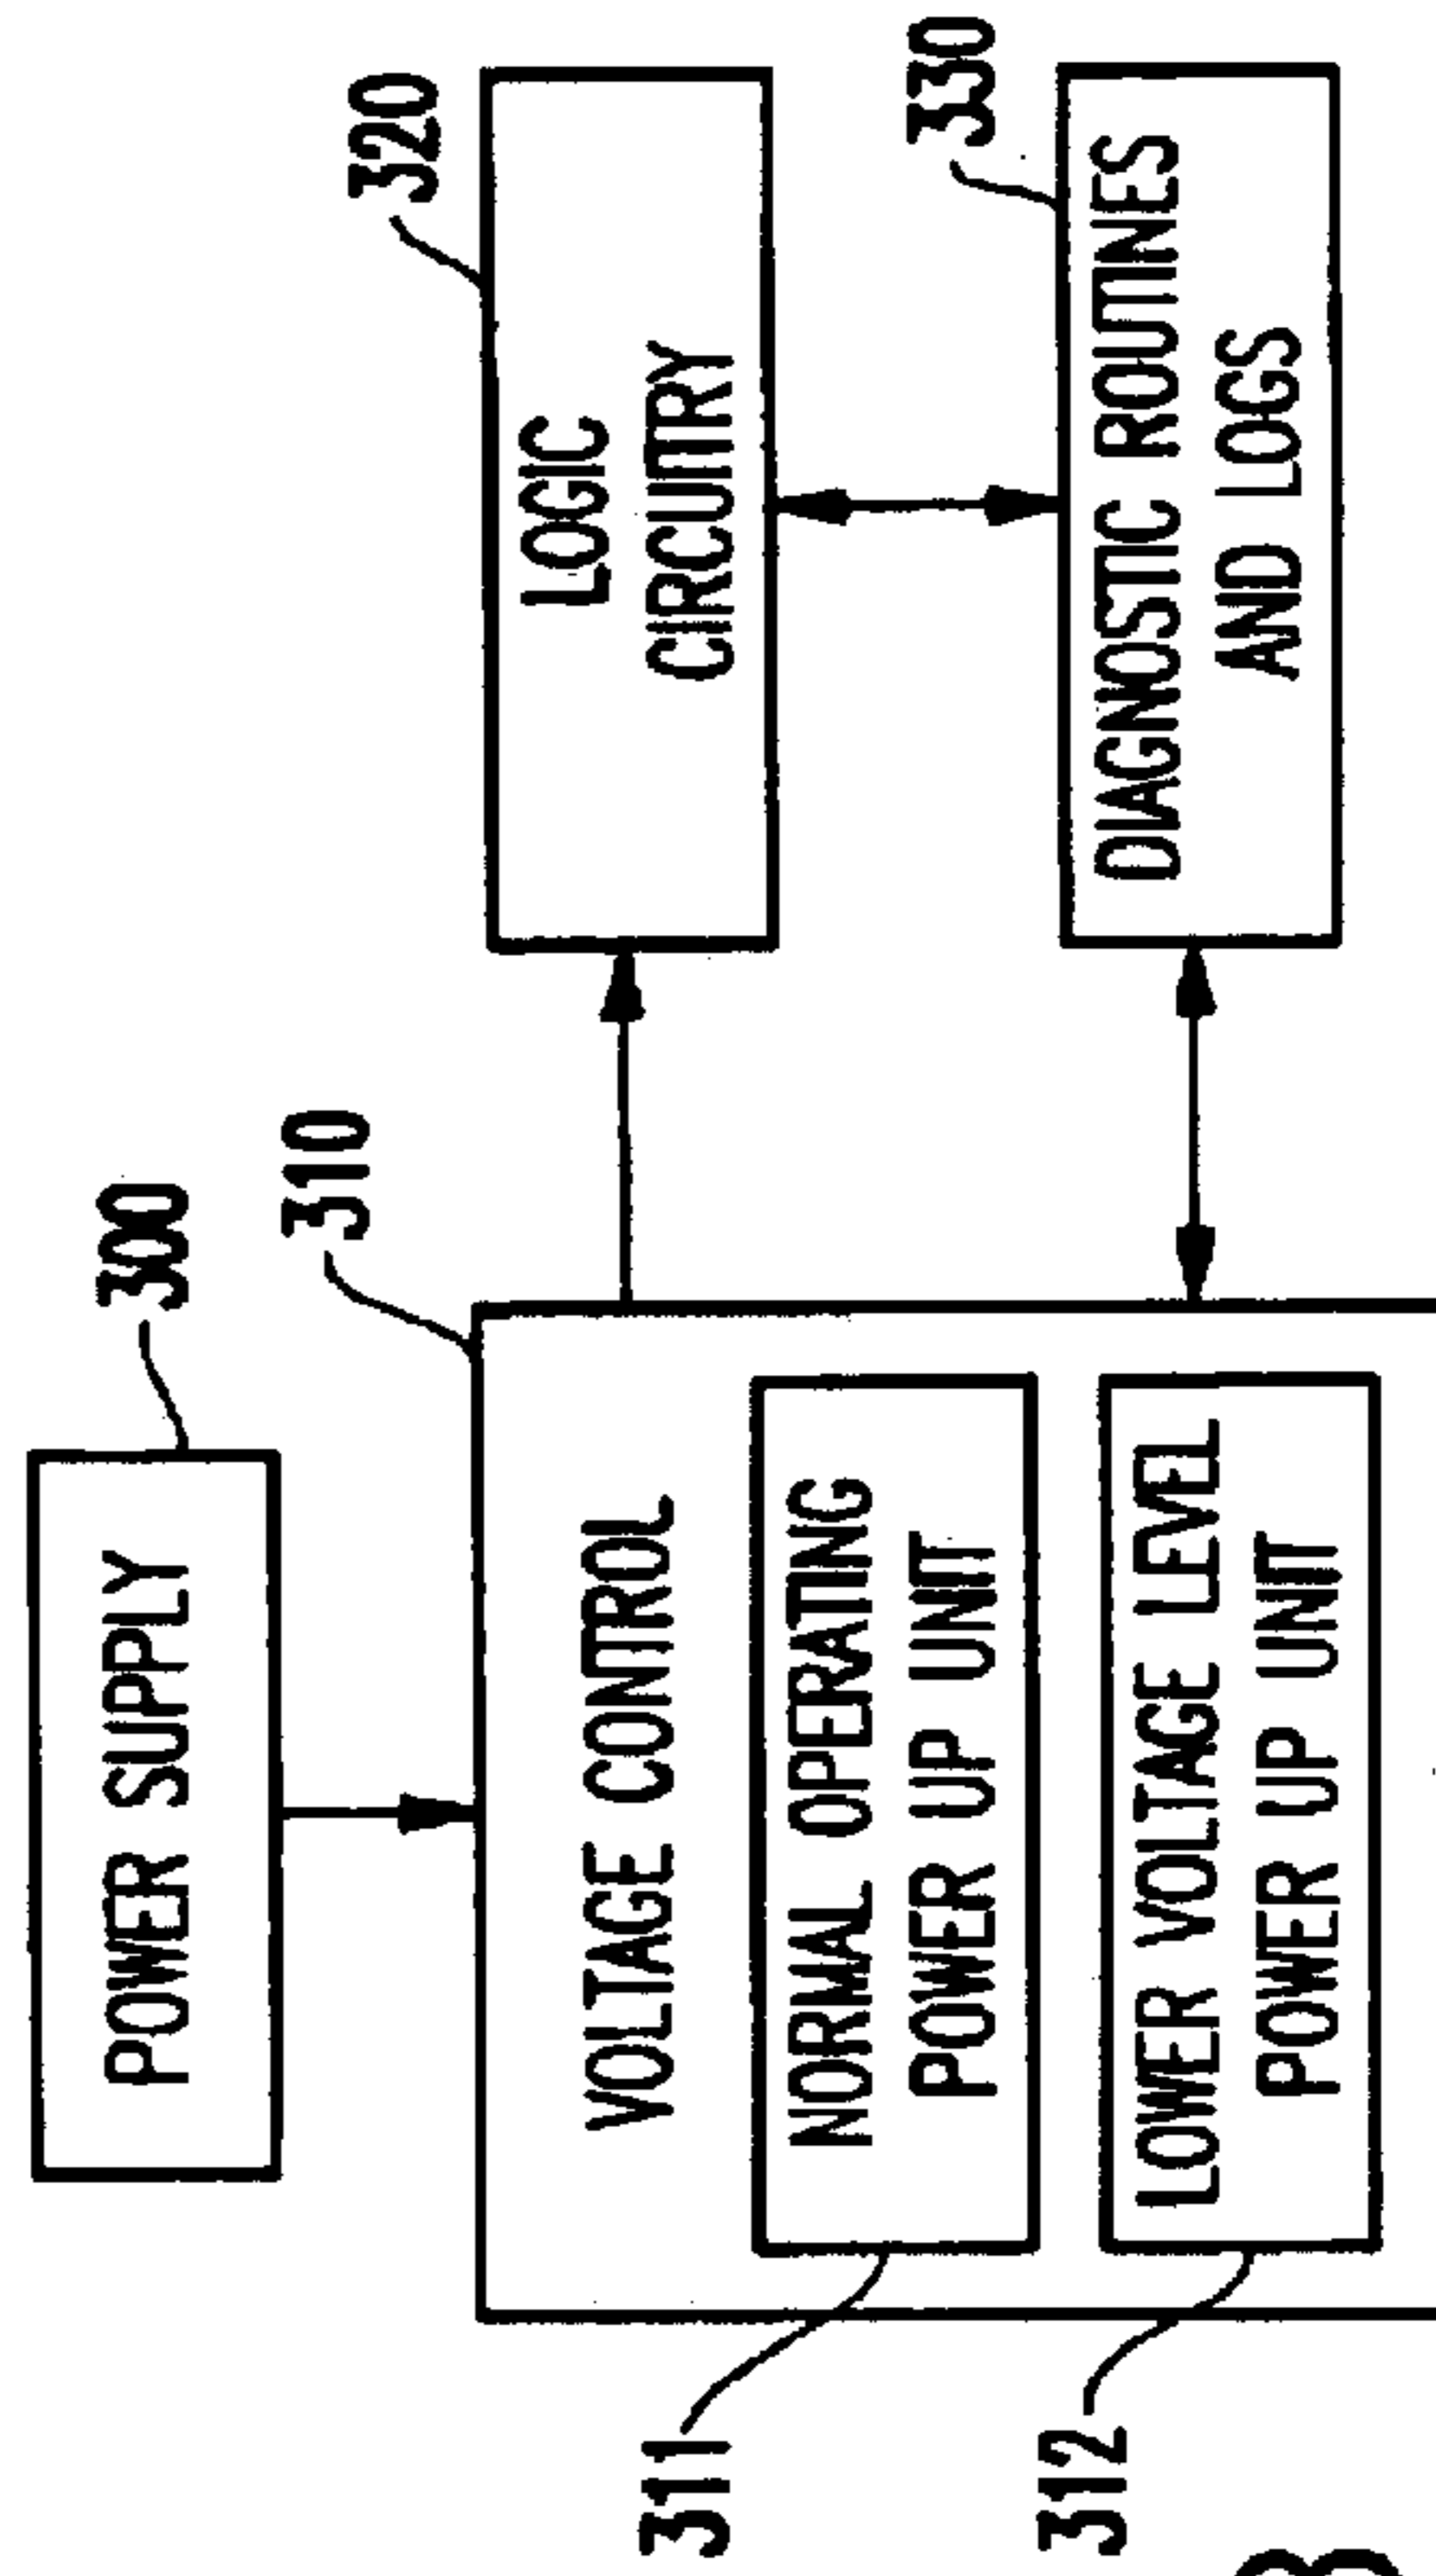 300
POWER SUPPLY
310
VOLTAGE CONTROL
311
NORMAL OPERATING
POWER UP UNIT
312
LOWER VOLTAGE LEVEL
POWER UP UNIT
320
LOGIC
CIRCUITRY
330
DIAGNOSTIC ROUTINES
AND LOGS